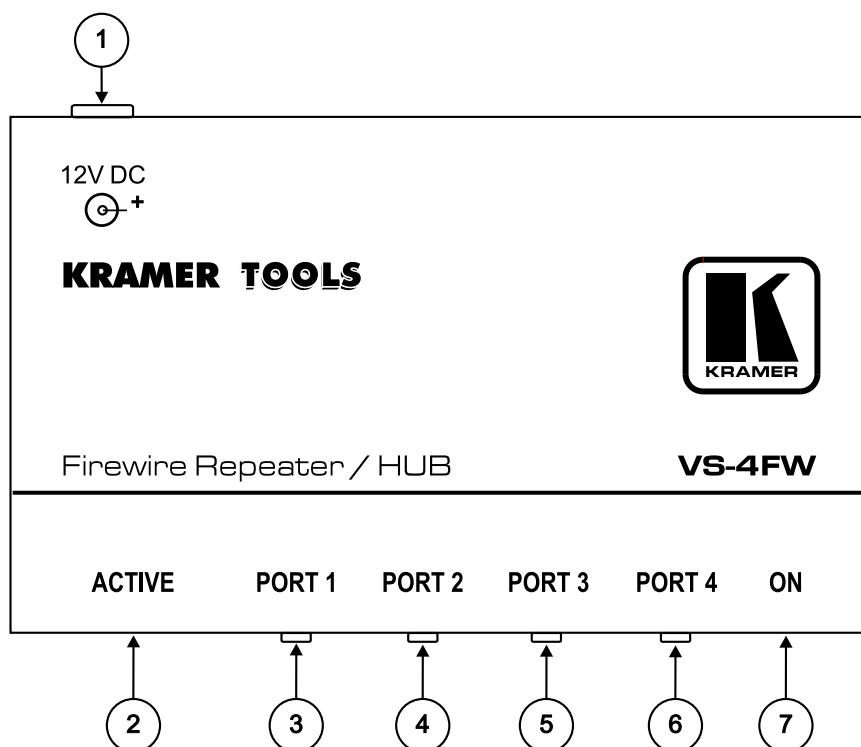 1
12V DC
+
KRAMER TOOLS
K
KRAMER
Firewire Repeater / HUB VS-4FW
ACTIVE PORT 1 PORT 2 PORT 3 PORT 4 ON
2 3 4 5 6 7